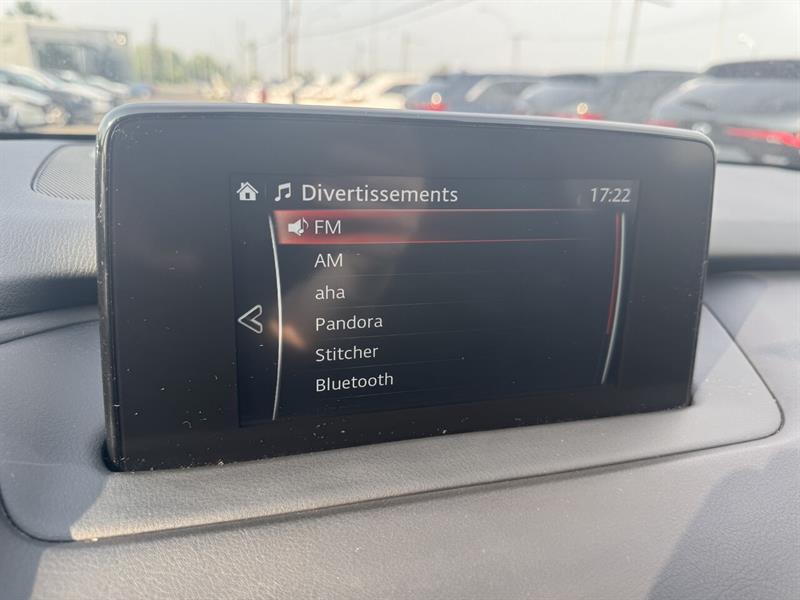 Divertissements 17:22
FM
AM
aha
Pandora
Stitcher
Bluetooth